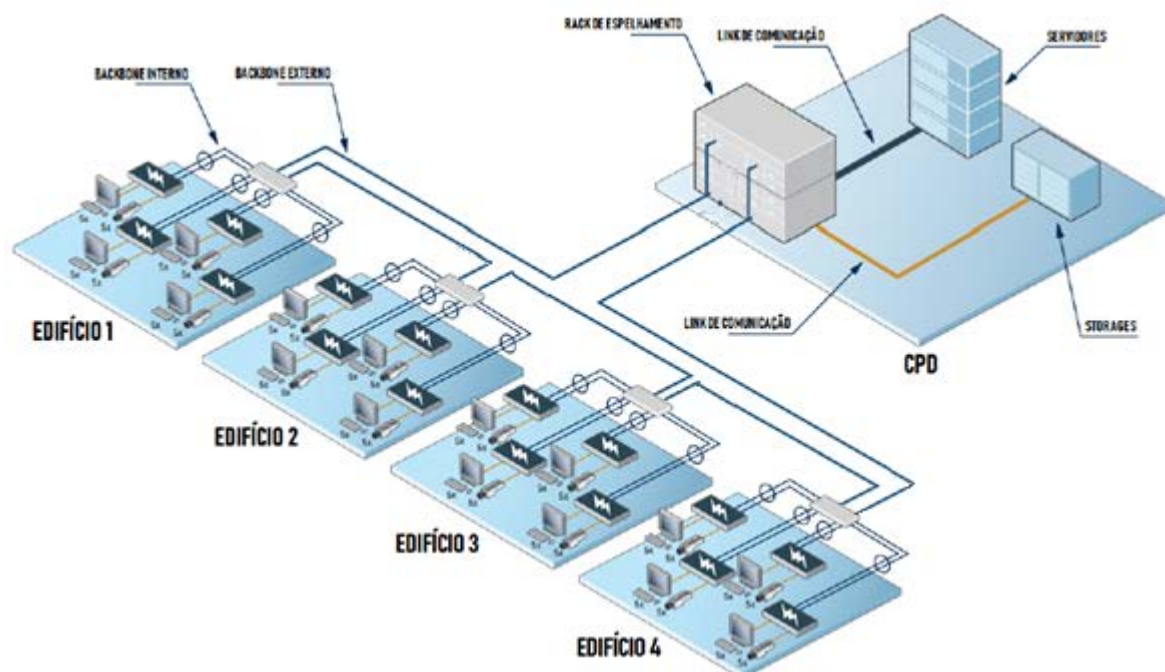 RACK DE ESPELHAMENTO
LINK DE COMUNICAÇÃO
SERVIDORES
BACKBONE INTERNO
BACKBONE EXTERNO
EDIFÍCIO 1
LINK DE COMUNICAÇÃO
STORAGES
CPD
EDIFÍCIO 2
EDIFÍCIO 3
EDIFÍCIO 4